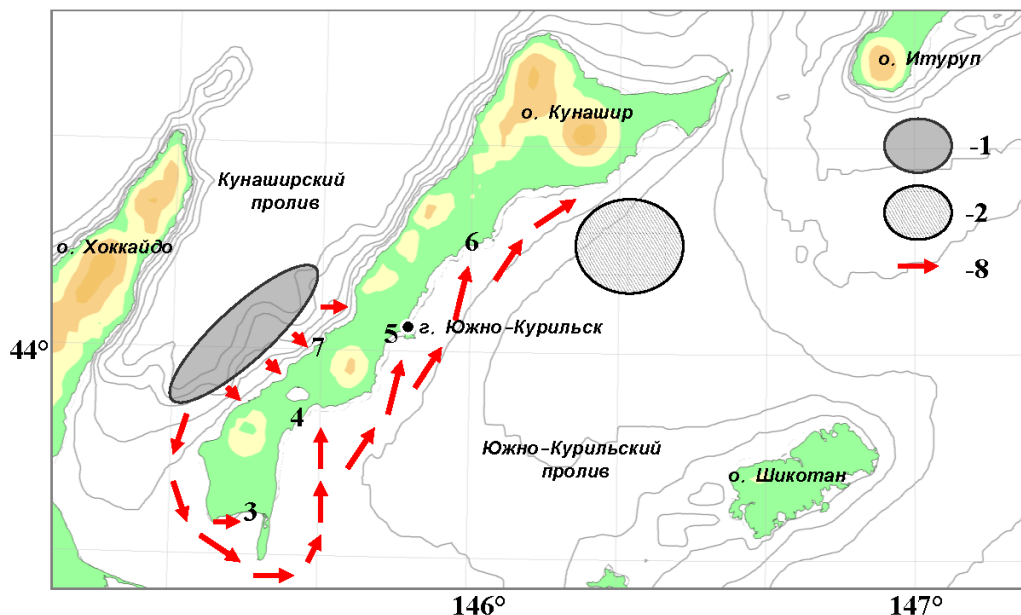 о. Итуруп
о. Кунашир
-1
Кунаширский
пролив
-2
6
о. Хоккайдо
-8
5
г. Южно-Курильск
44°
7
4
Южно-Курильский
пролив
о. Шикотан
3
146°
147°